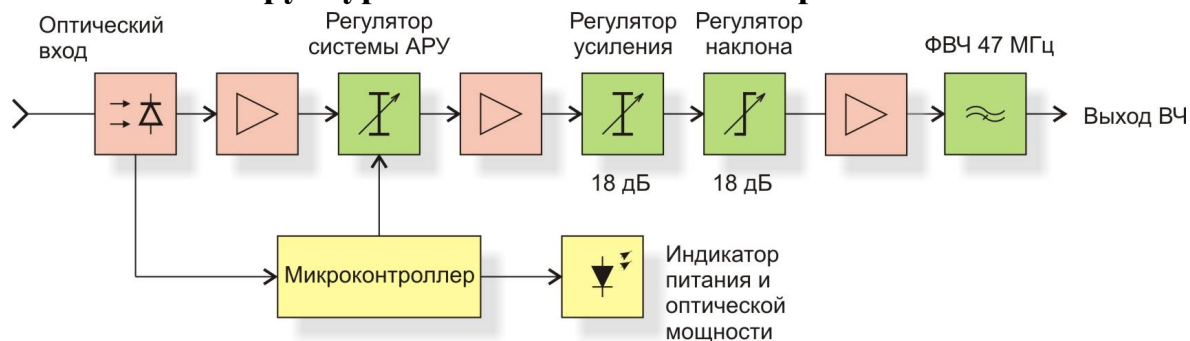 Оптический
вход
Регулятор
системы АРУ
Регулятор
усиления
Регулятор
наклона
ФВЧ 47 МГц
Выход ВЧ
18 дБ
18 дБ
Микроконтроллер
Индикатор
питания и
оптической
мощности